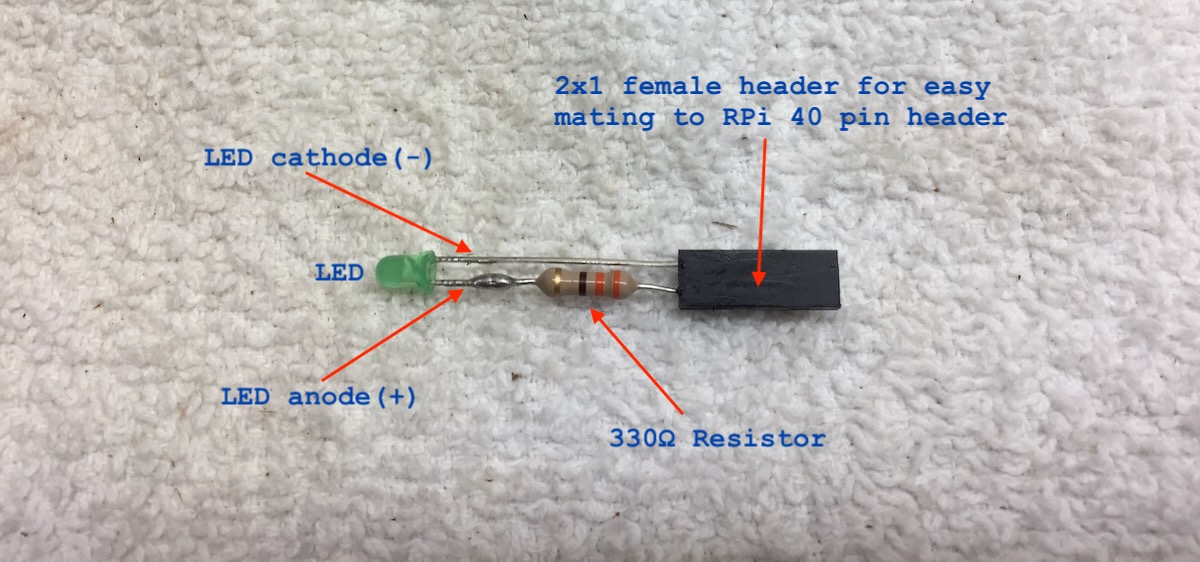 2x1 female header for easy
mating to RPi 40 pin header
LED cathode(-)
LED
LED anode(+)
330Ω Resistor